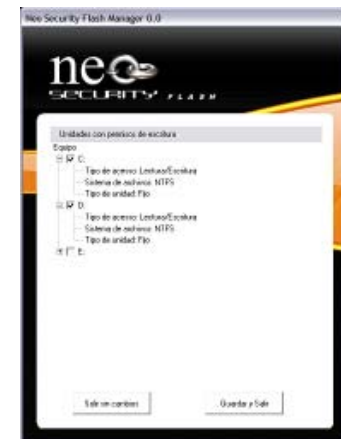 Neo Security Flash Manager 0.0
neo
SECURITY FLASH
Unidades con permisos de escritura
Equipo
C:
Tipo de acceso: Lectura/Escritura
Sistema de archivos: NTFS
Tipo de unidad: Fijo
D:
Tipo de acceso: Lectura/Escritura
Sistema de archivos: NTFS
Tipo de unidad: Fijo
E:
Salir sin cambios
Guardar y Salir